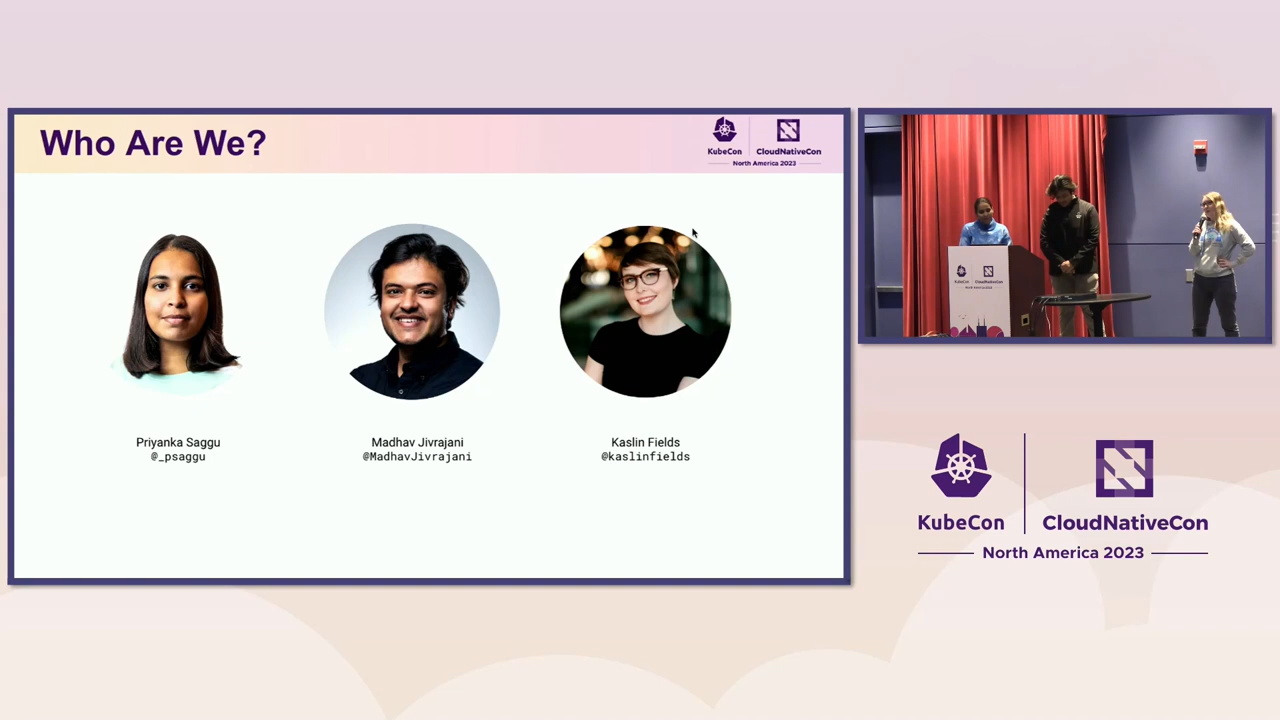 Who Are We?
KubeCon
CloudNativeCon
North America 2023
Priyanka Saggu
@_psaggu
Madhav Jivrajani
@MadhavJivrajani
Kaslin Fields
@kaslinfields
KubeCon
CloudNativeCon
North America 2023